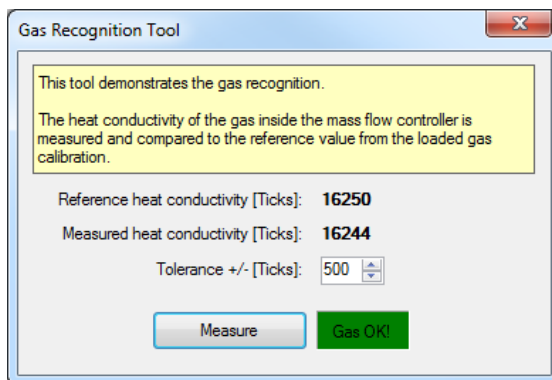 Gas Recognition Tool
This tool demonstrates the gas recognition.
The heat conductivity of the gas inside the mass flow controller is
measured and compared to the reference value from the loaded gas
calibration.
Reference heat conductivity [Ticks]: 16250
Measured heat conductivity [Ticks]: 16244
Tolerance +/- [Ticks]: 500
Measure Gas OK!